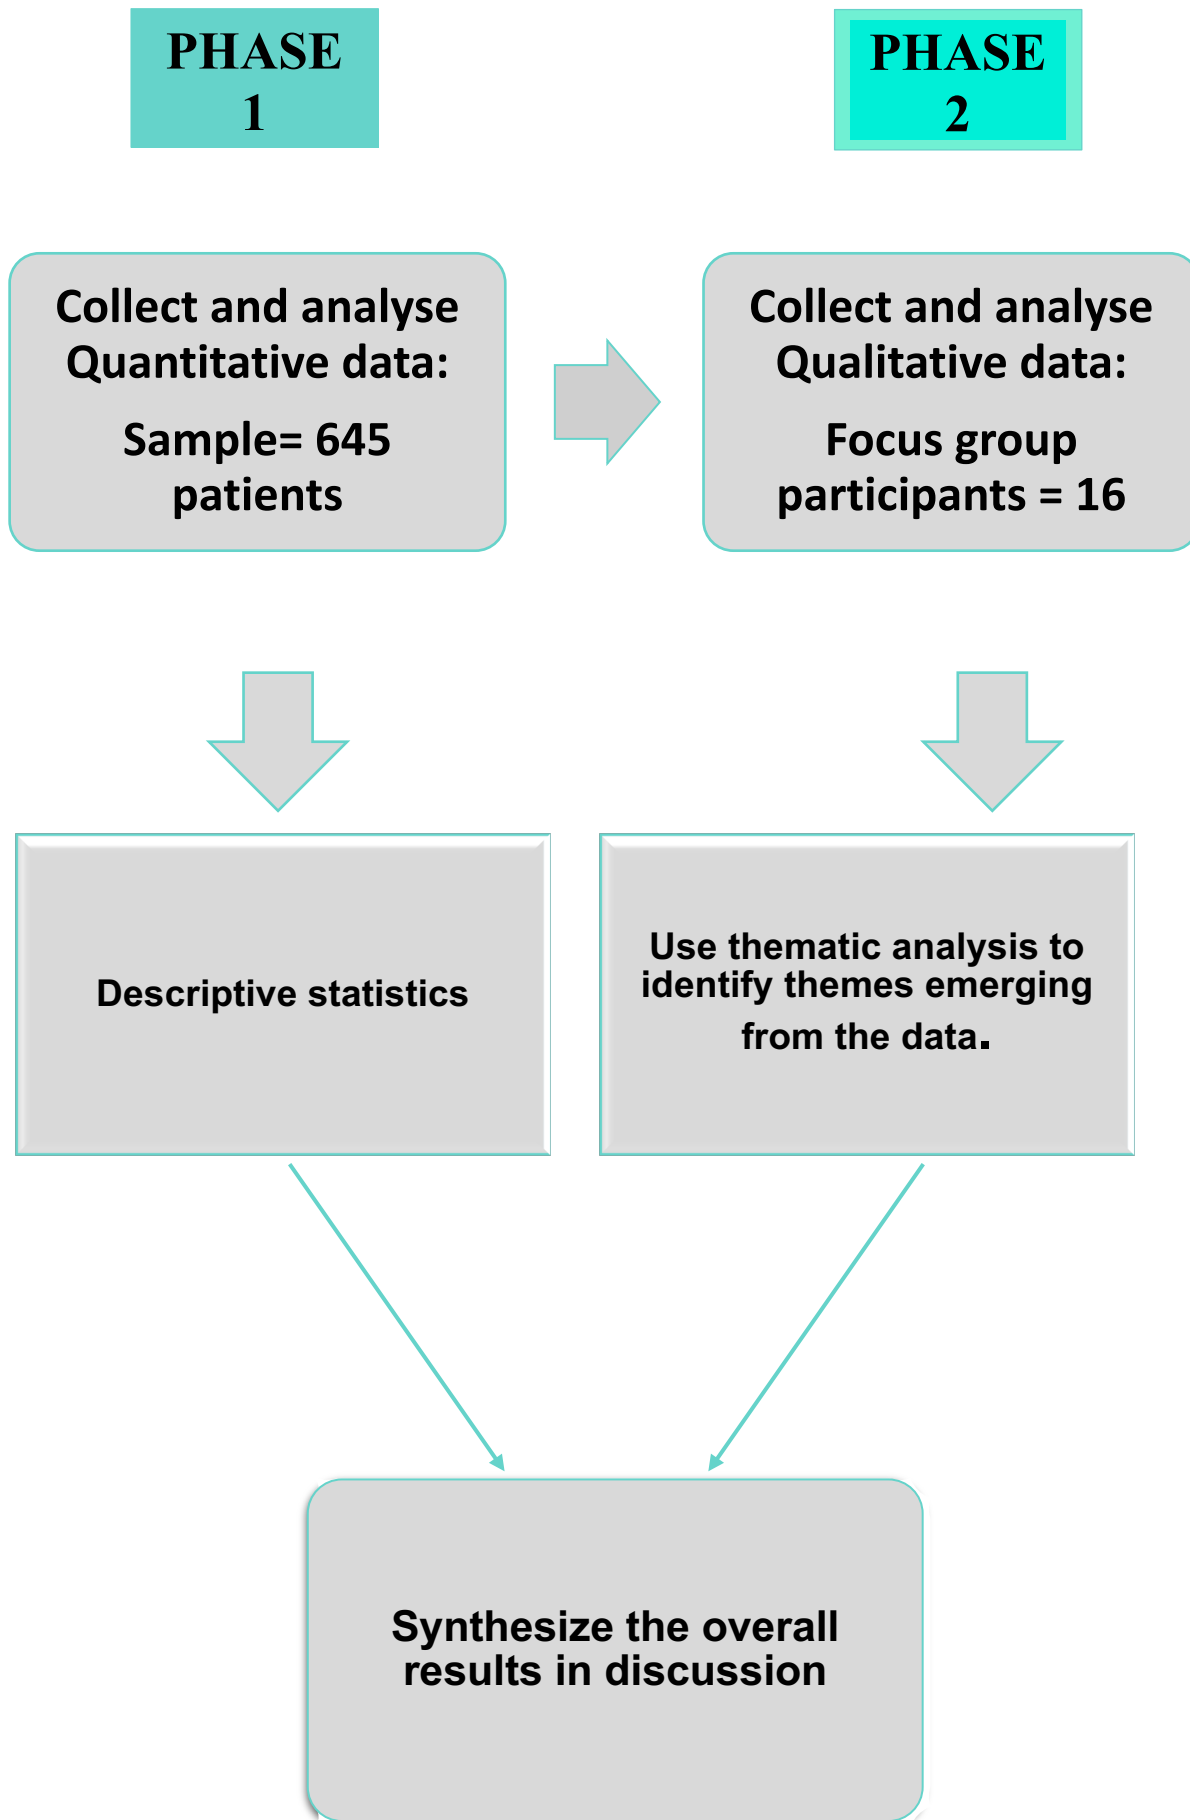 PHASE
1
PHASE
2
Collect and analyse
Quantitative data:
Sample= 645
patients
Collect and analyse
Qualitative data:
Focus group
participants = 16
Descriptive statistics
Use thematic analysis to
identify themes emerging
from the data.
Synthesize the overall
results in discussion